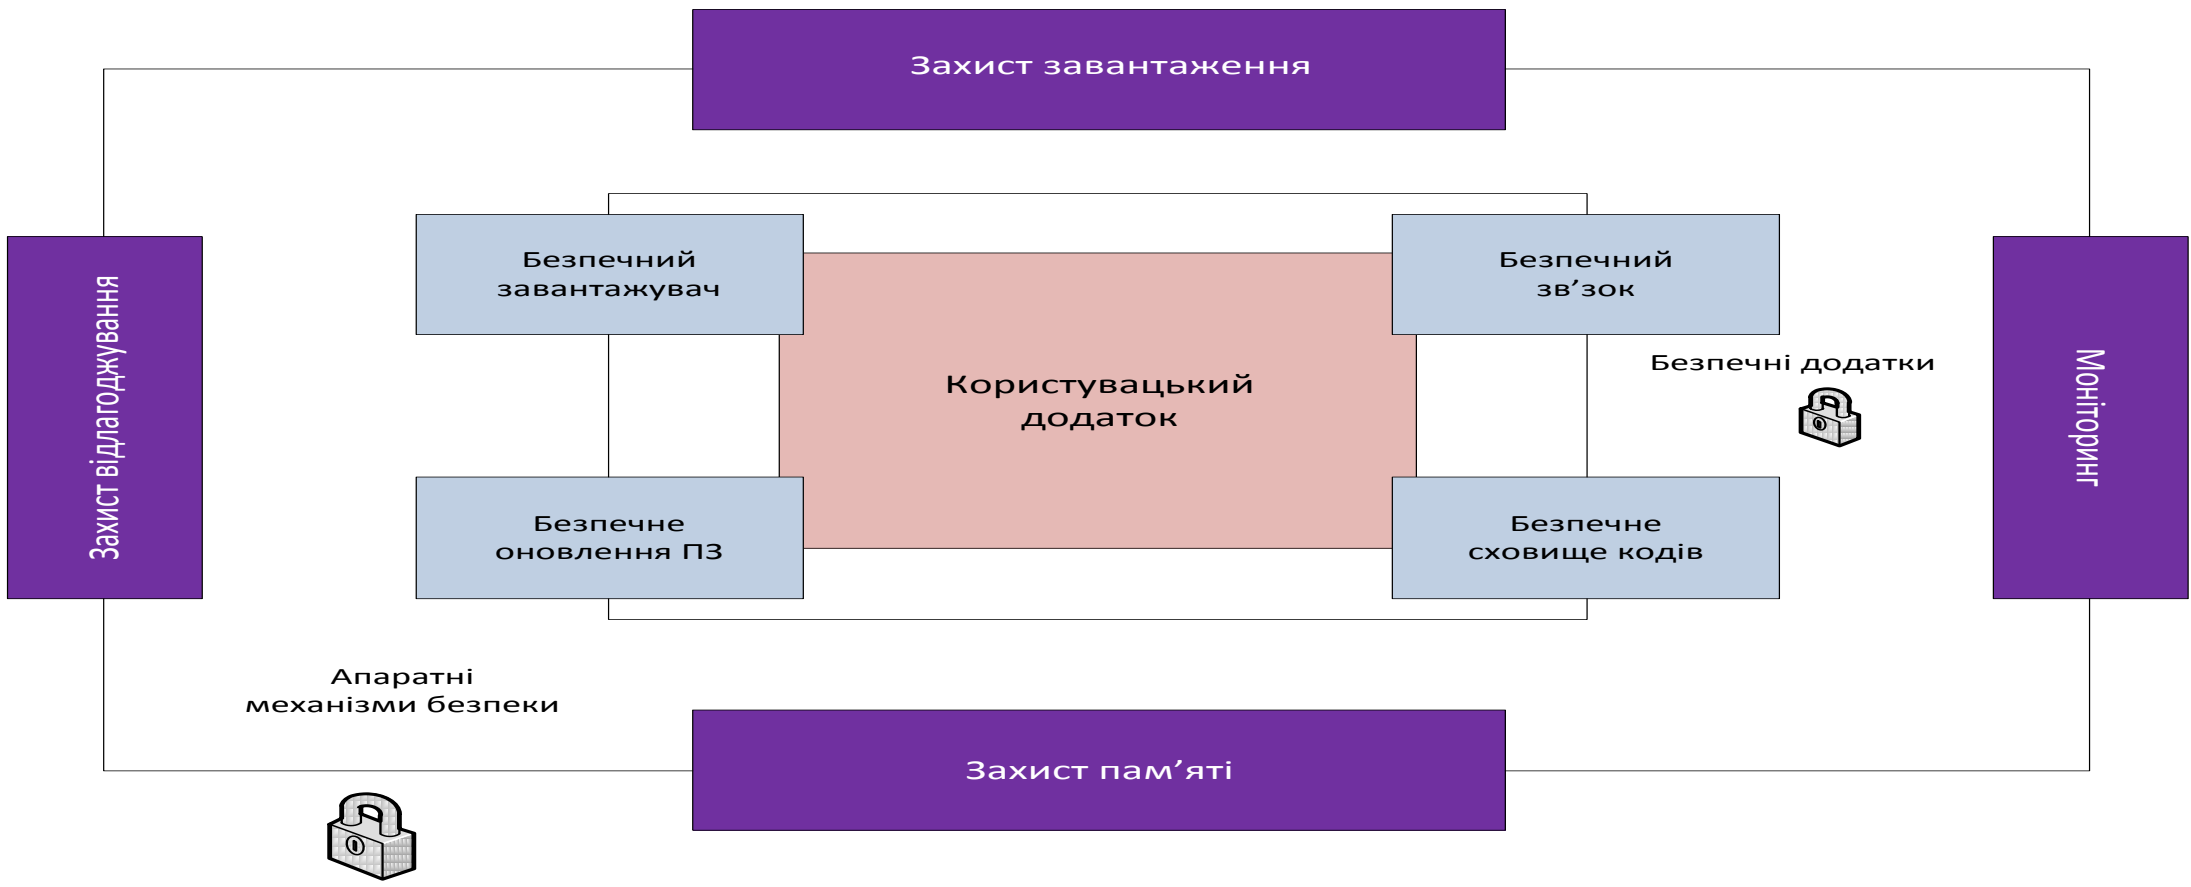 Захист завантаження
Захист відлагоджування
Безпечний
завантажувач
Безпечний
зв’зок
Моніторинг
Безпечні додатки
Користувацький
додаток
Безпечне
оновлення ПЗ
Безпечне
сховище кодів
Апаратні
механізми безпеки
Захист пам’яті